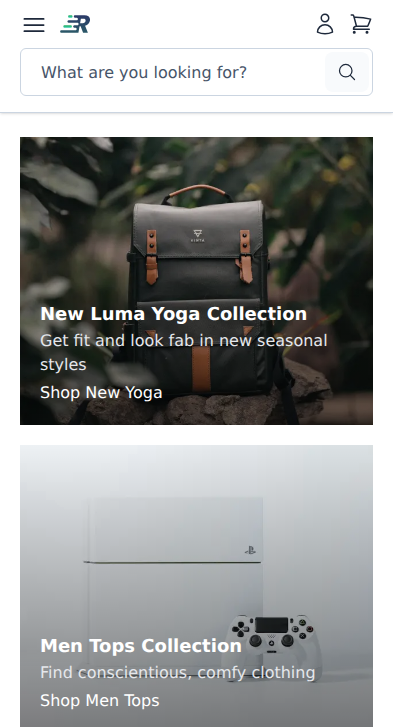 What are you looking for?
New Luma Yoga Collection
Get fit and look fab in new seasonal
styles
Shop New Yoga
Men Tops Collection
Find conscientious, comfy clothing
Shop Men Tops